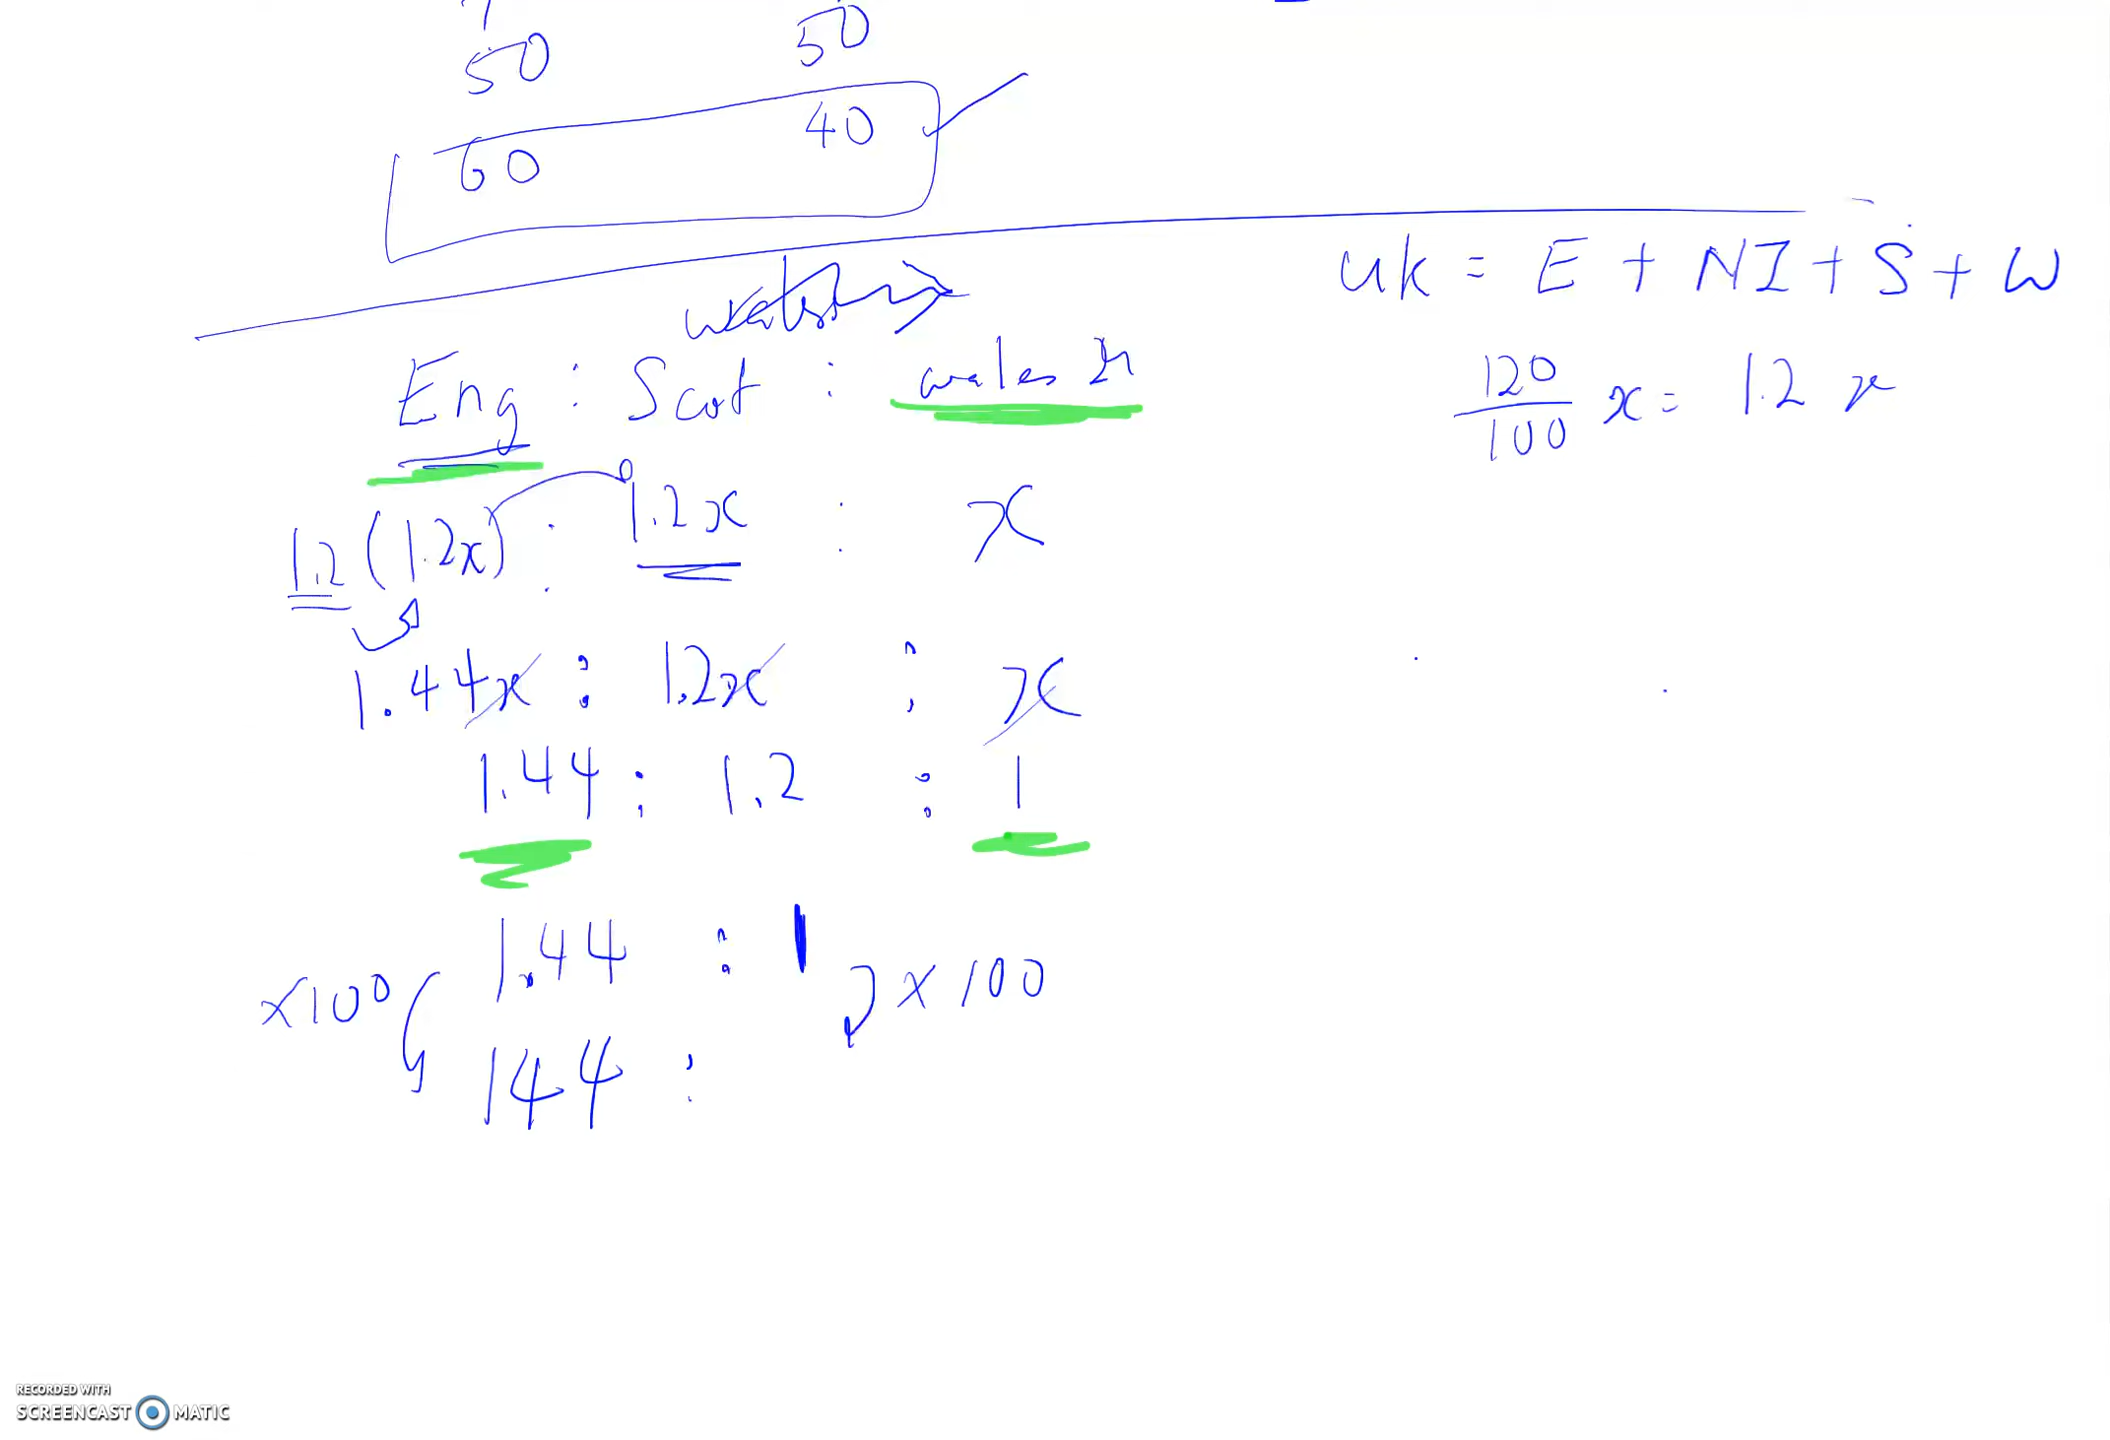 50 50
60 40
UK = E + NI + S + W
Eng : Scot : wales x
120/100 x = 1.2 x
1.2 (1.2x) : 1.2x : x
1.44x : 1.2x : x
1.44 : 1.2 : 1
1.44 : 1
×100 × 100
144 :
RECORDED WITH
SCREENCAST MATIC